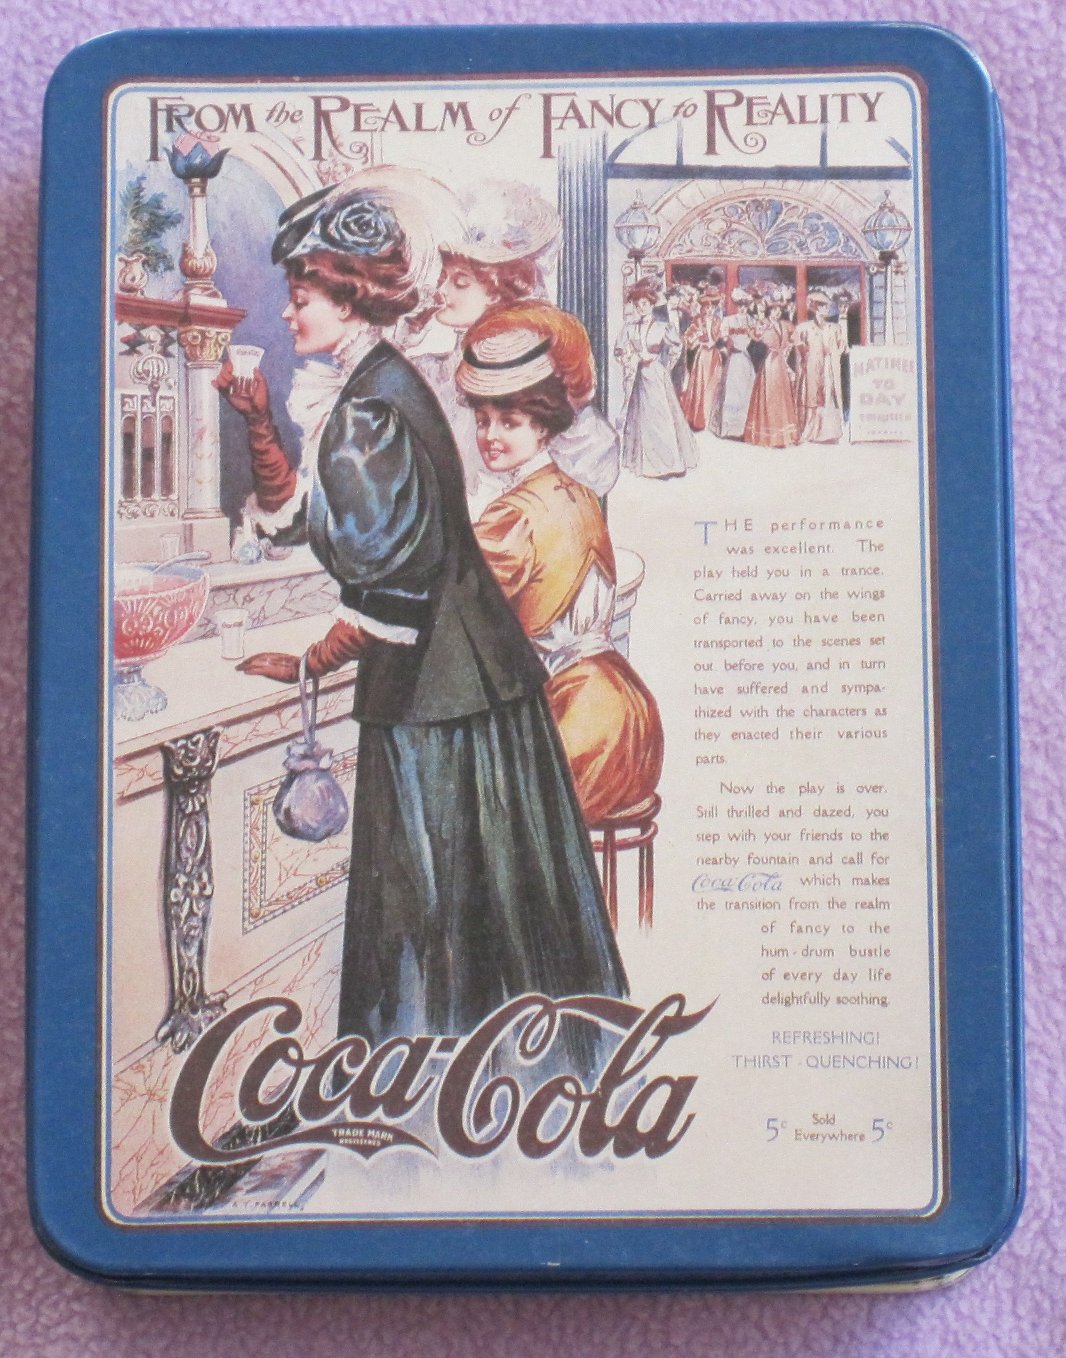 FROM the REALM of FANCY to REALITY
MATINEE
TO
DAY
THE performance
was excellent. The
play held you in a trance.
Carried away on the wings
of fancy, you have been
transported to the scenes set
out before you, and in turn
have suffered and sympa-
thized with the characters as
they enacted their various
parts.
Now the play is over.
Still thrilled and dazed, you
step with your friends to the
nearby fountain and call for
Coca-Cola which makes
the transition from the realm
of fancy to the
hum-drum bustle
of every day life
delightfully soothing.
REFRESHING!
THIRST-QUENCHING!
5¢ Sold Everywhere 5¢
Coca-Cola
TRADE MARK
REGISTERED